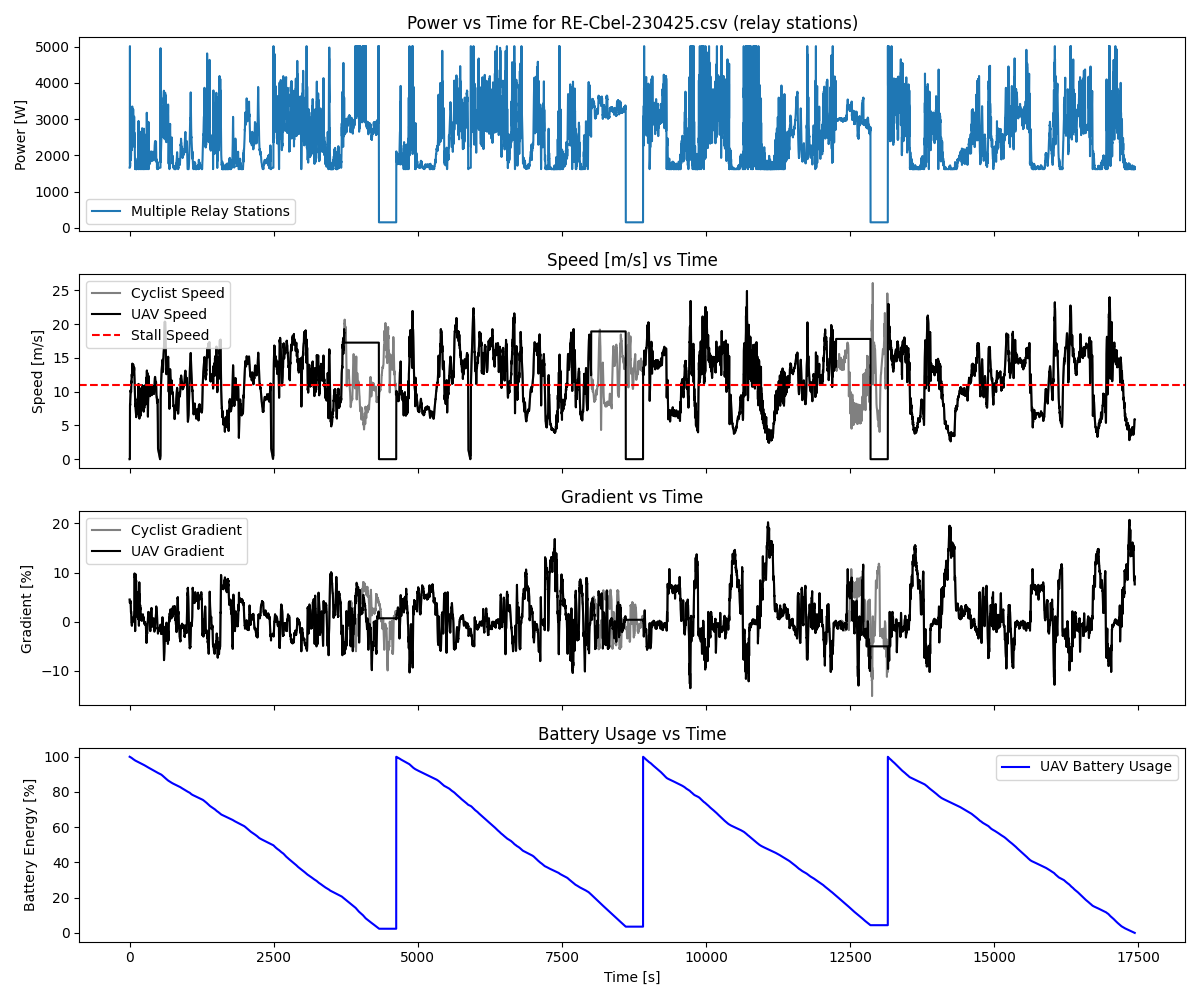 Power vs Time for RE-Cbel-230425.csv (relay stations)
Power [W]
5000
4000
3000
2000
1000
0
Multiple Relay Stations
Speed [m/s] vs Time
Speed [m/s]
25
20
15
10
5
0
Cyclist Speed
UAV Speed
Stall Speed
Gradient vs Time
Gradient [%]
20
10
0
−10
Cyclist Gradient
UAV Gradient
Battery Usage vs Time
Battery Energy [%]
100
80
60
40
20
0
UAV Battery Usage
0 2500 5000 7500 10000 12500 15000 17500
Time [s]